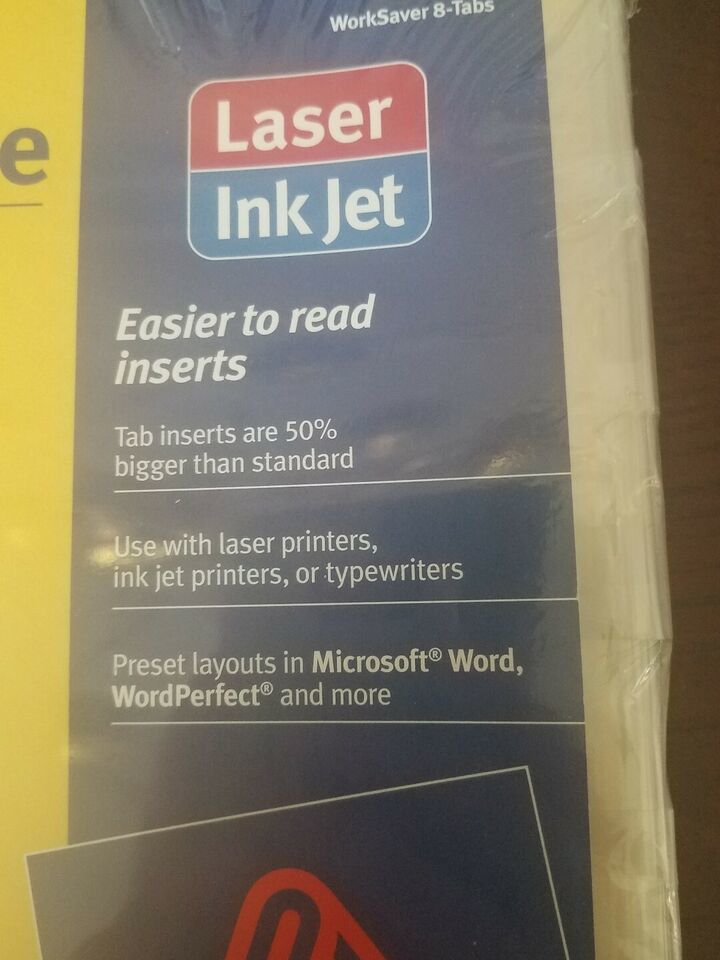 WorkSaver 8-Tabs
e
Laser
Ink Jet
Easier to read
inserts
Tab inserts are 50%
bigger than standard
Use with laser printers,
ink jet printers, or typewriters
Preset layouts in Microsoft® Word,
WordPerfect® and more